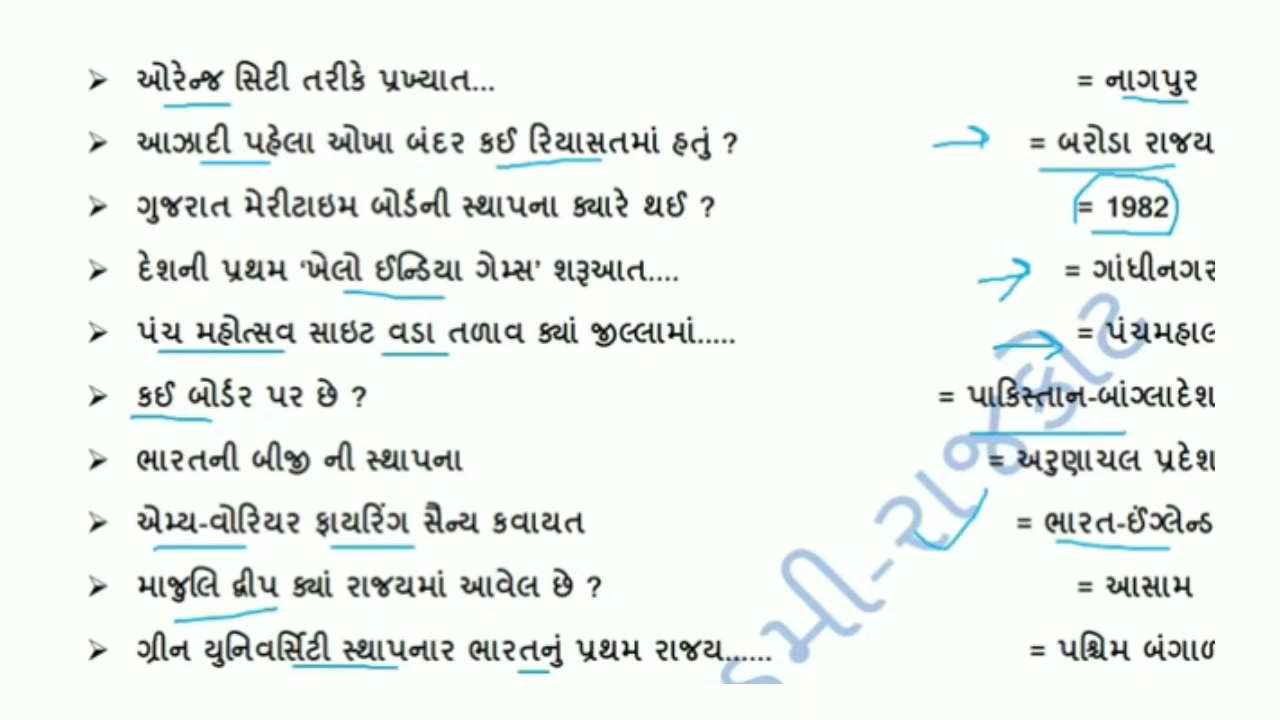 ➢ ઓરેન્જ સિટી તરીકે પ્રખ્યાત... = નાગપુર
➢ આઝાદી પહેલા ઓખા બંદર કઈ રિયાસતમાં હતું ? = બરોડા રાજય
➢ ગુજરાત મેરીટાઇમ બોર્ડની સ્થાપના ક્યારે થઈ ? = 1982
➢ દેશની પ્રથમ ‘ખેલો ઈન્ડિયા ગેમ્સ’ શરૂઆત.... = ગાંધીનગર
➢ પંચ મહોત્સવ સાઇટ વડા તળાવ ક્યાં જીલ્લામાં..... = પંચમહાલ
➢ કઈ બોર્ડર પર છે ? = પાકિસ્તાન-બાંગ્લાદેશ
➢ ભારતની બીજી ની સ્થાપના = અરુણાચલ પ્રદેશ
➢ એમ્ય-વોરિયર ફાયરિંગ સૈન્ય કવાયત = ભારત-ઈંગ્લેન્ડ
➢ માજુલિ દ્વીપ ક્યાં રાજયમાં આવેલ છે ? = આસામ
➢ ગ્રીન યુનિવર્સિટી સ્થાપનાર ભારતનું પ્રથમ રાજય...... = પશ્ચિમ બંગાળ